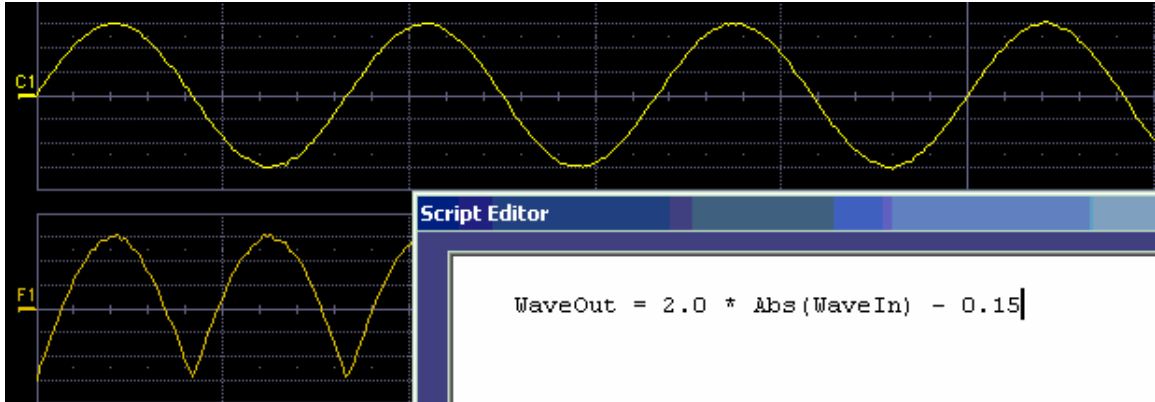 C1
Script Editor
F1
WaveOut = 2.0 * Abs(WaveIn) - 0.15